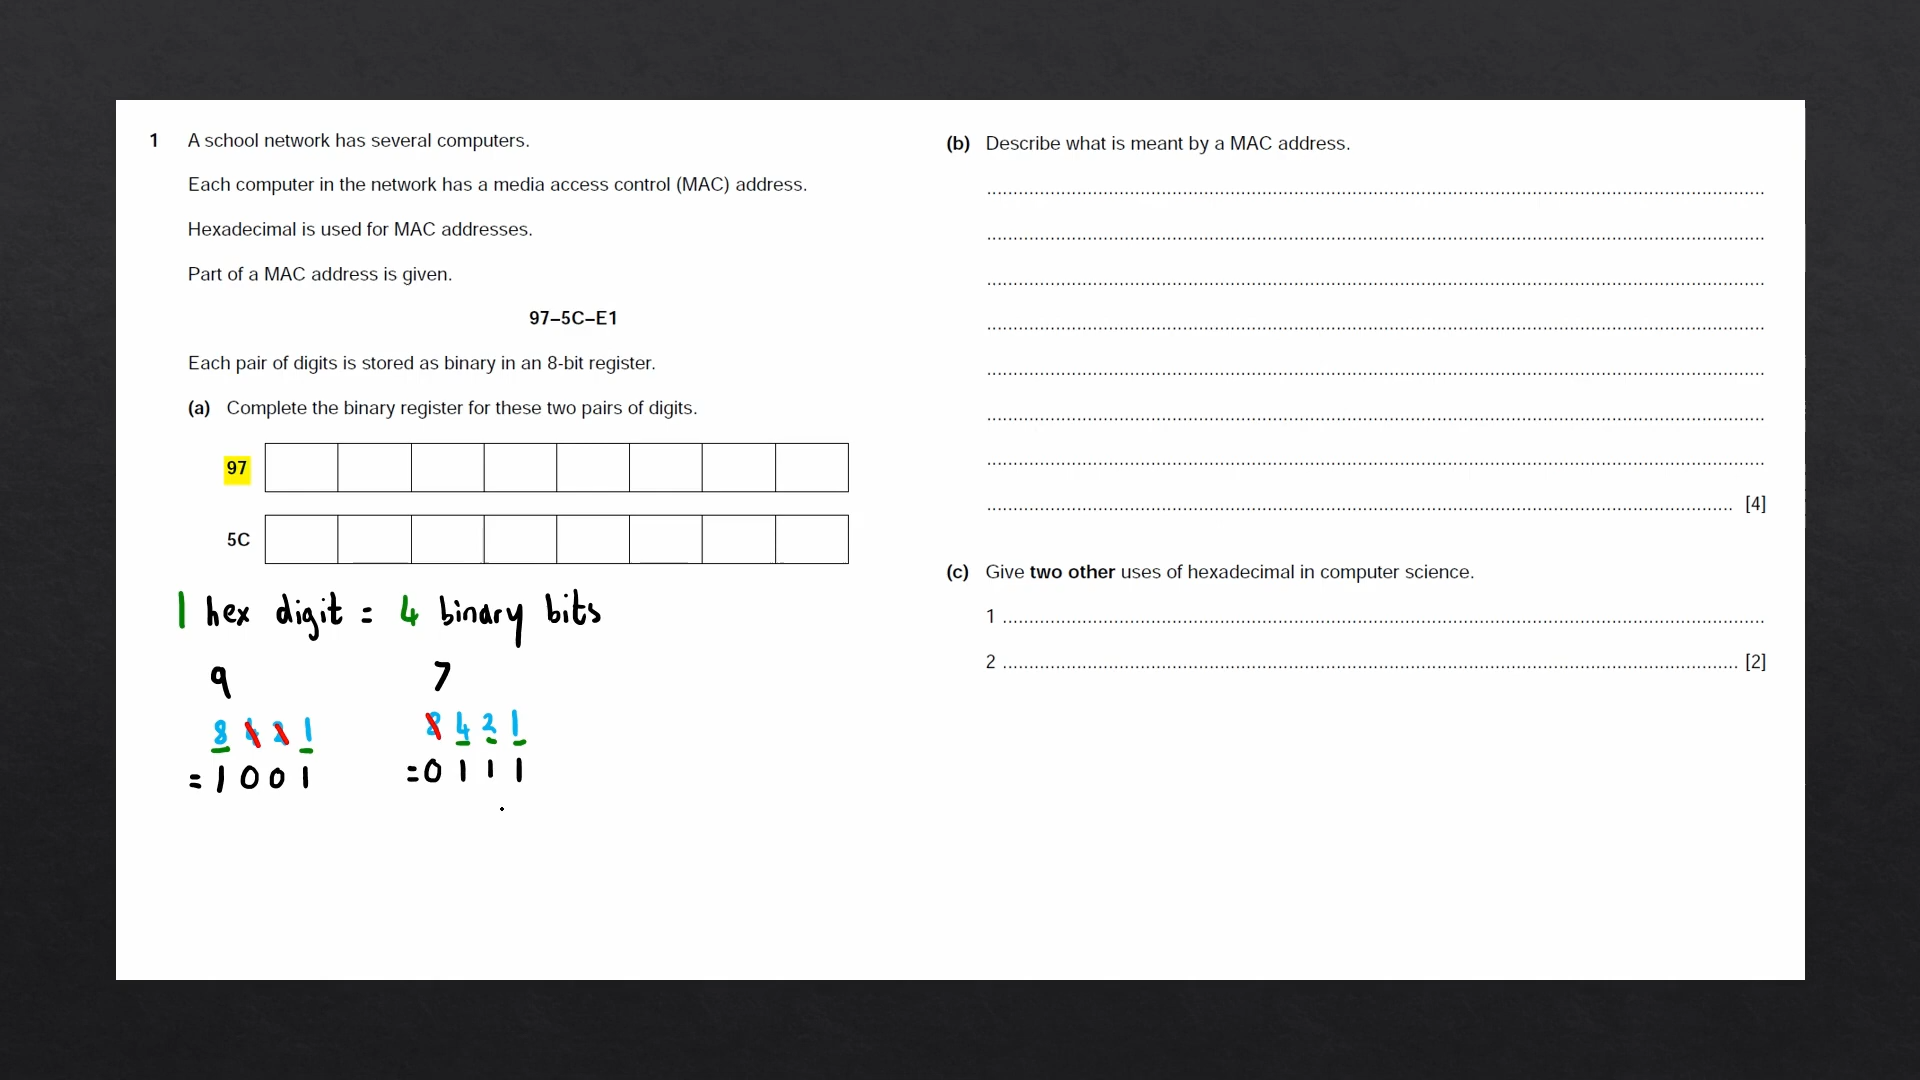 1 A school network has several computers.
Each computer in the network has a media access control (MAC) address.
Hexadecimal is used for MAC addresses.
Part of a MAC address is given.
97–5C–E1
Each pair of digits is stored as binary in an 8-bit register.
(a) Complete the binary register for these two pairs of digits.
97
5C
1 hex digit = 4 binary bits
9 7
8 4 2 1 8 4 2 1
= 1 0 0 1 = 0 1 1 1
(b) Describe what is meant by a MAC address.
[4]
(c) Give two other uses of hexadecimal in computer science.
1
2 [2]